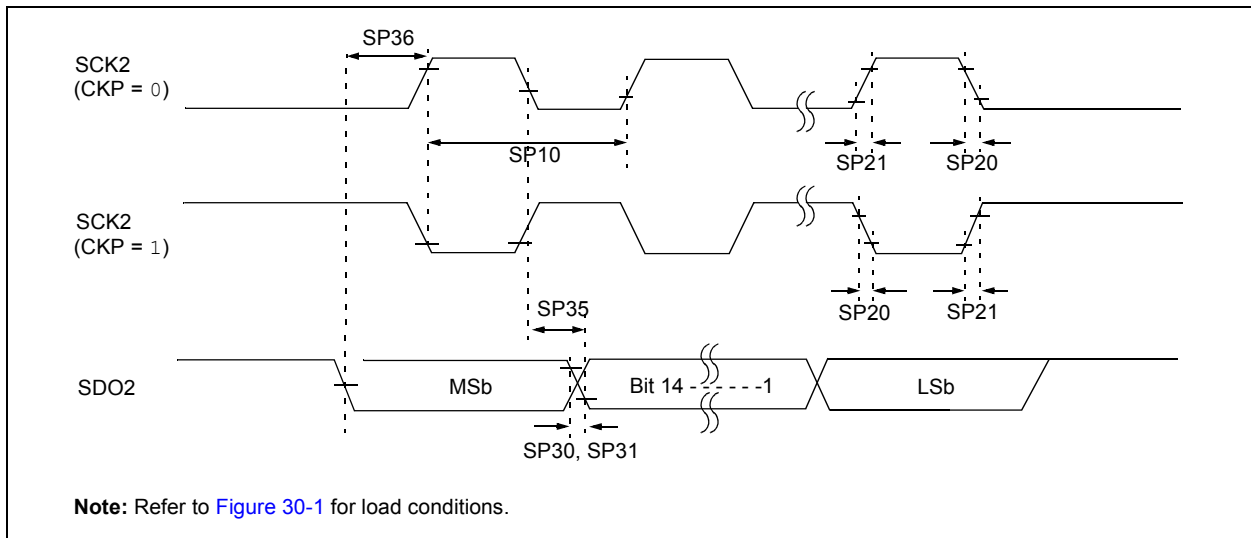 SP36
SCK2
(CKP = 0)
SP10
SP21
SP20
SCK2
(CKP = 1)
SP35
SP20
SP21
SDO2
MSb
Bit 14 - - - - - -1
LSb
SP30, SP31
Note: Refer to Figure 30-1 for load conditions.